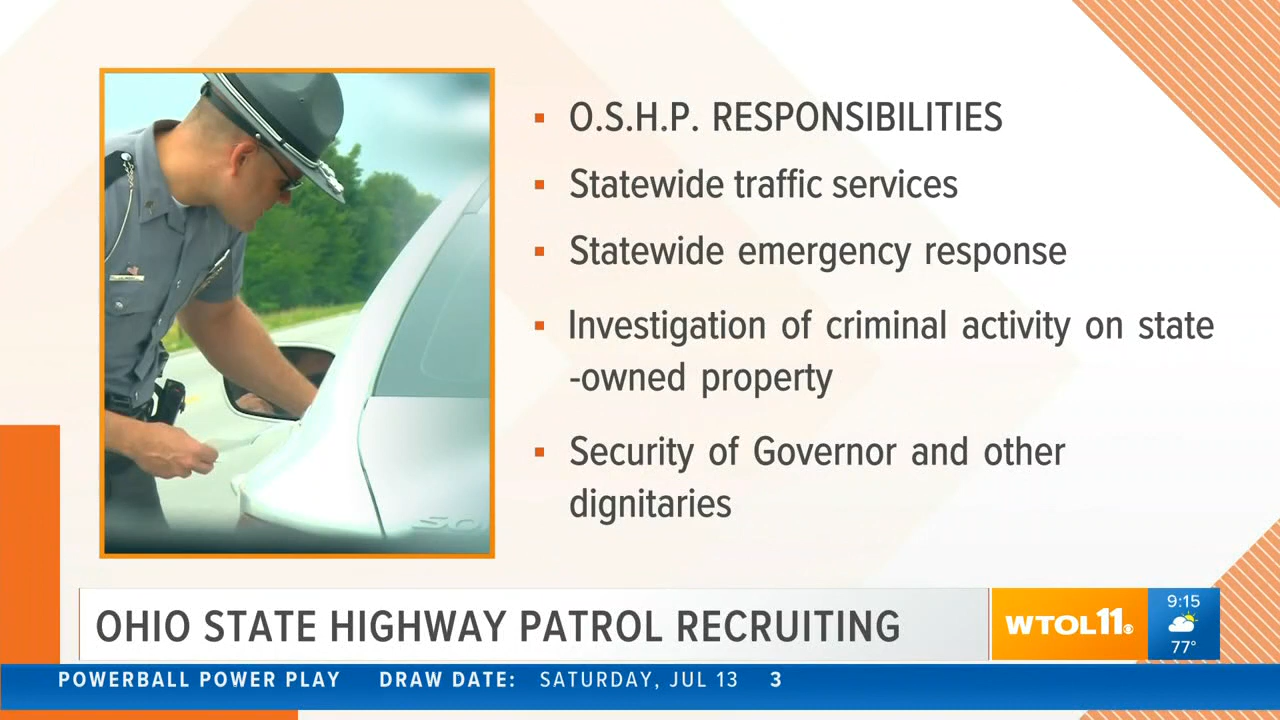 O.S.H.P. RESPONSIBILITIES
Statewide traffic services
Statewide emergency response
Investigation of criminal activity on state
-owned property
Security of Governor and other
dignitaries
OHIO STATE HIGHWAY PATROL RECRUITING
WTOL11
9:15
77°
POWERBALL POWER PLAY DRAW DATE: SATURDAY, JUL 13 3